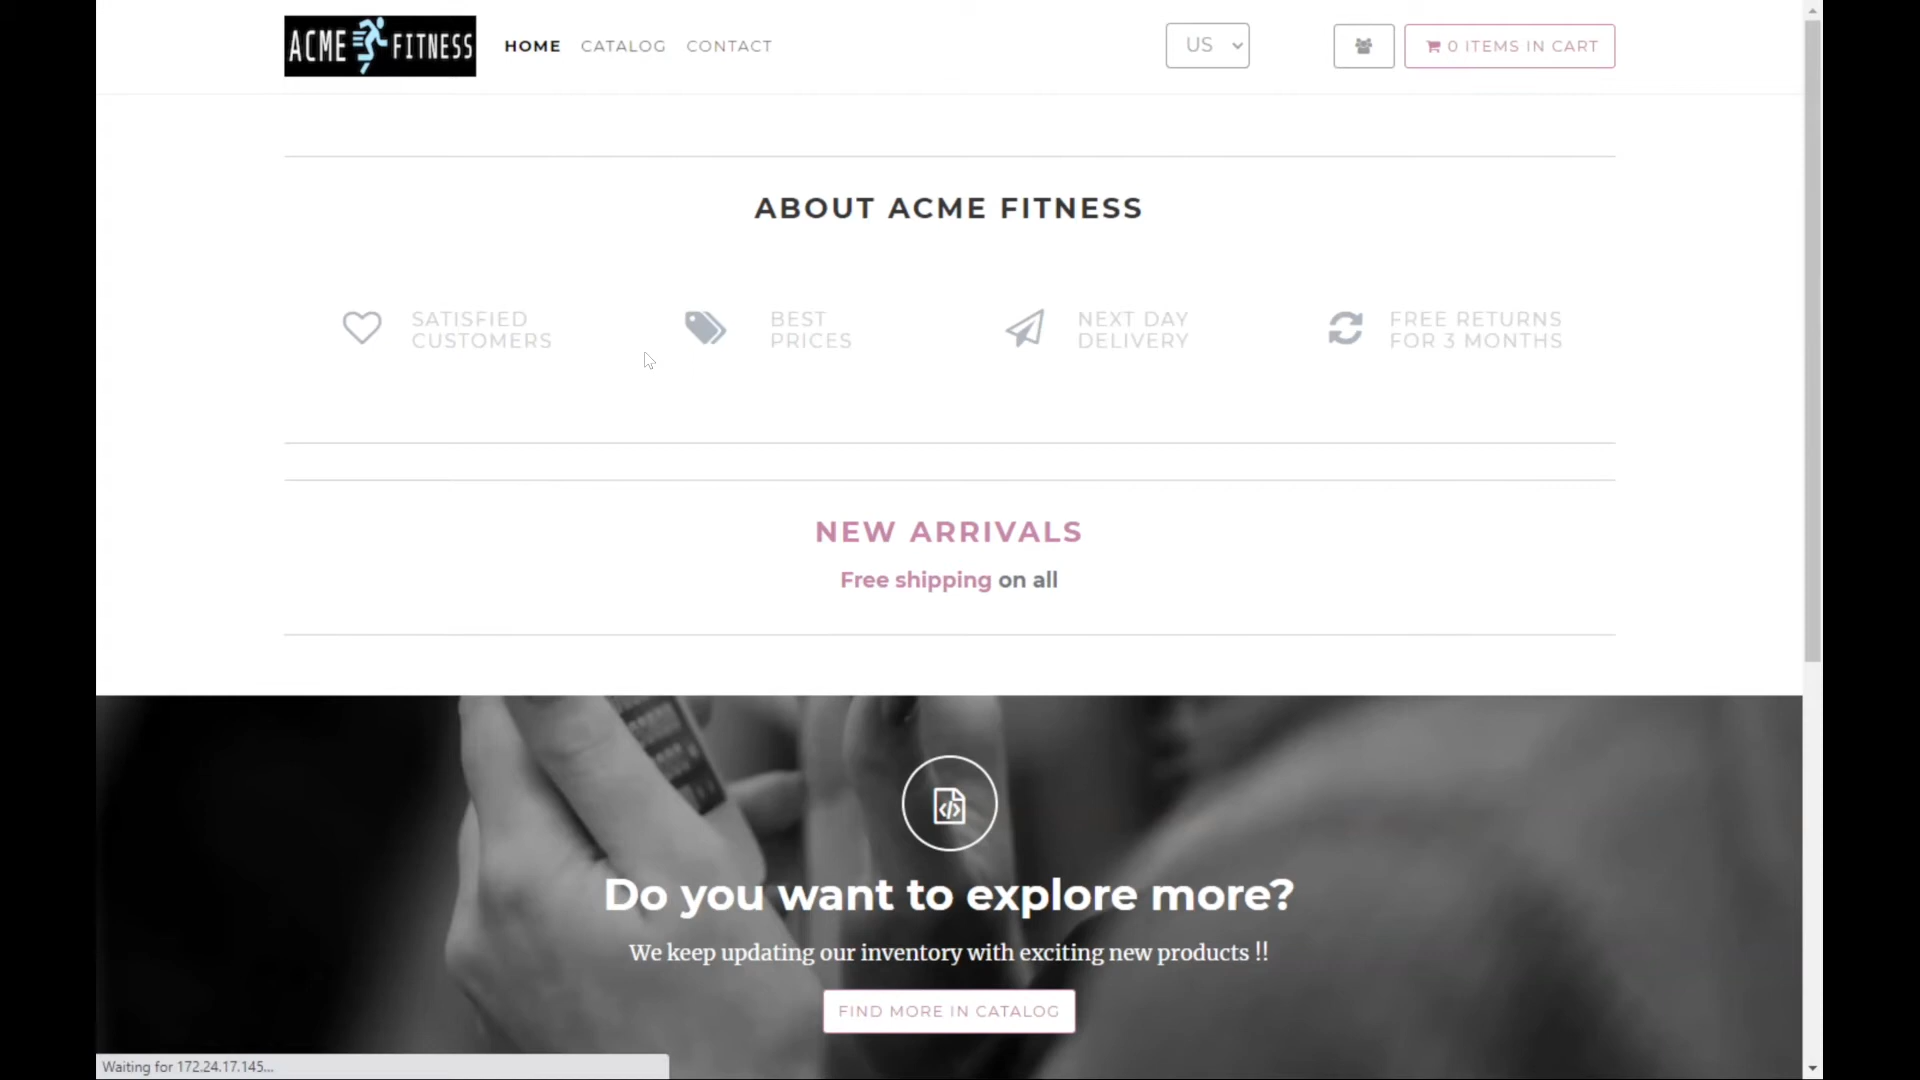 ACME FITNESS
HOME CATALOG CONTACT
US
0 ITEMS IN CART
ABOUT ACME FITNESS
SATISFIED
CUSTOMERS
BEST
PRICES
NEXT DAY
DELIVERY
FREE RETURNS
FOR 3 MONTHS
NEW ARRIVALS
Free shipping on all
Do you want to explore more?
We keep updating our inventory with exciting new products !!
FIND MORE IN CATALOG
Waiting for 172.24.17.145...